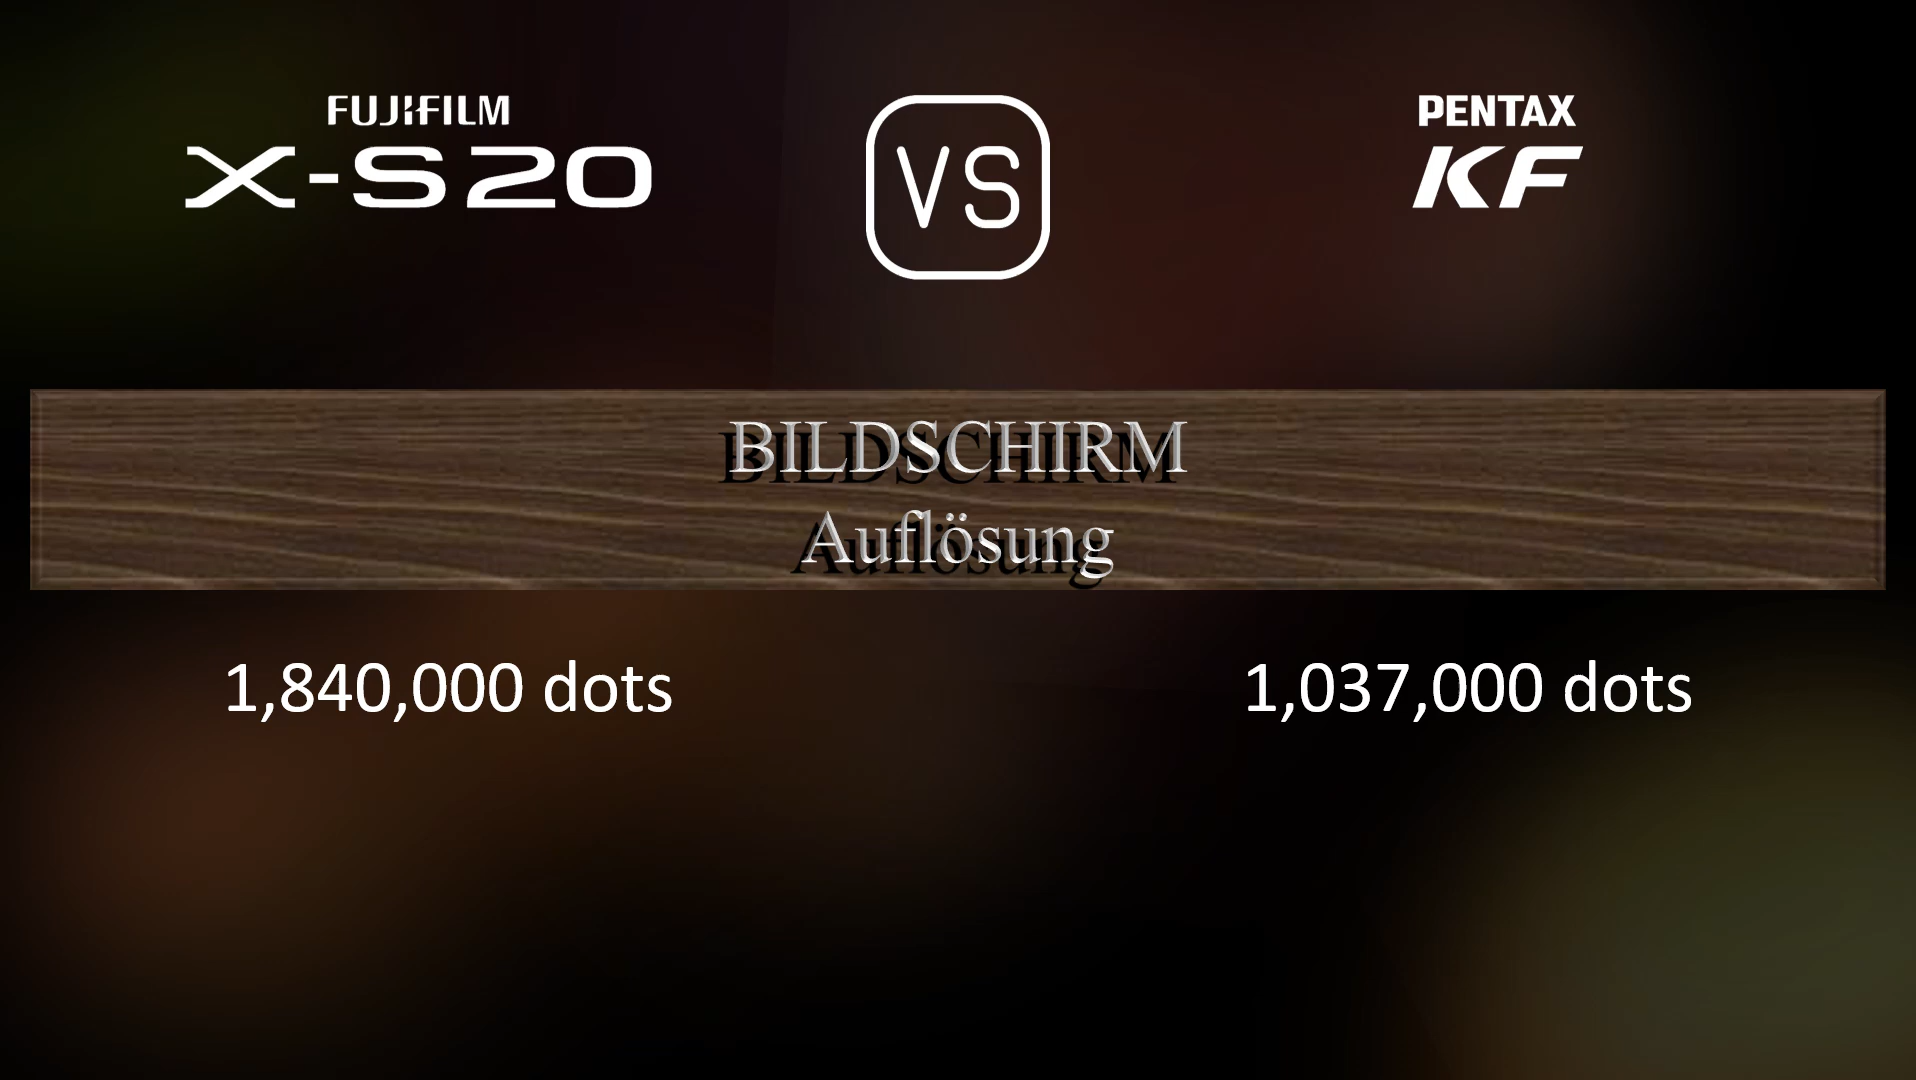 FUJIFILM
X-S20
VS
PENTAX
KF
BILDSCHIRM
Auflösung
1,840,000 dots
1,037,000 dots